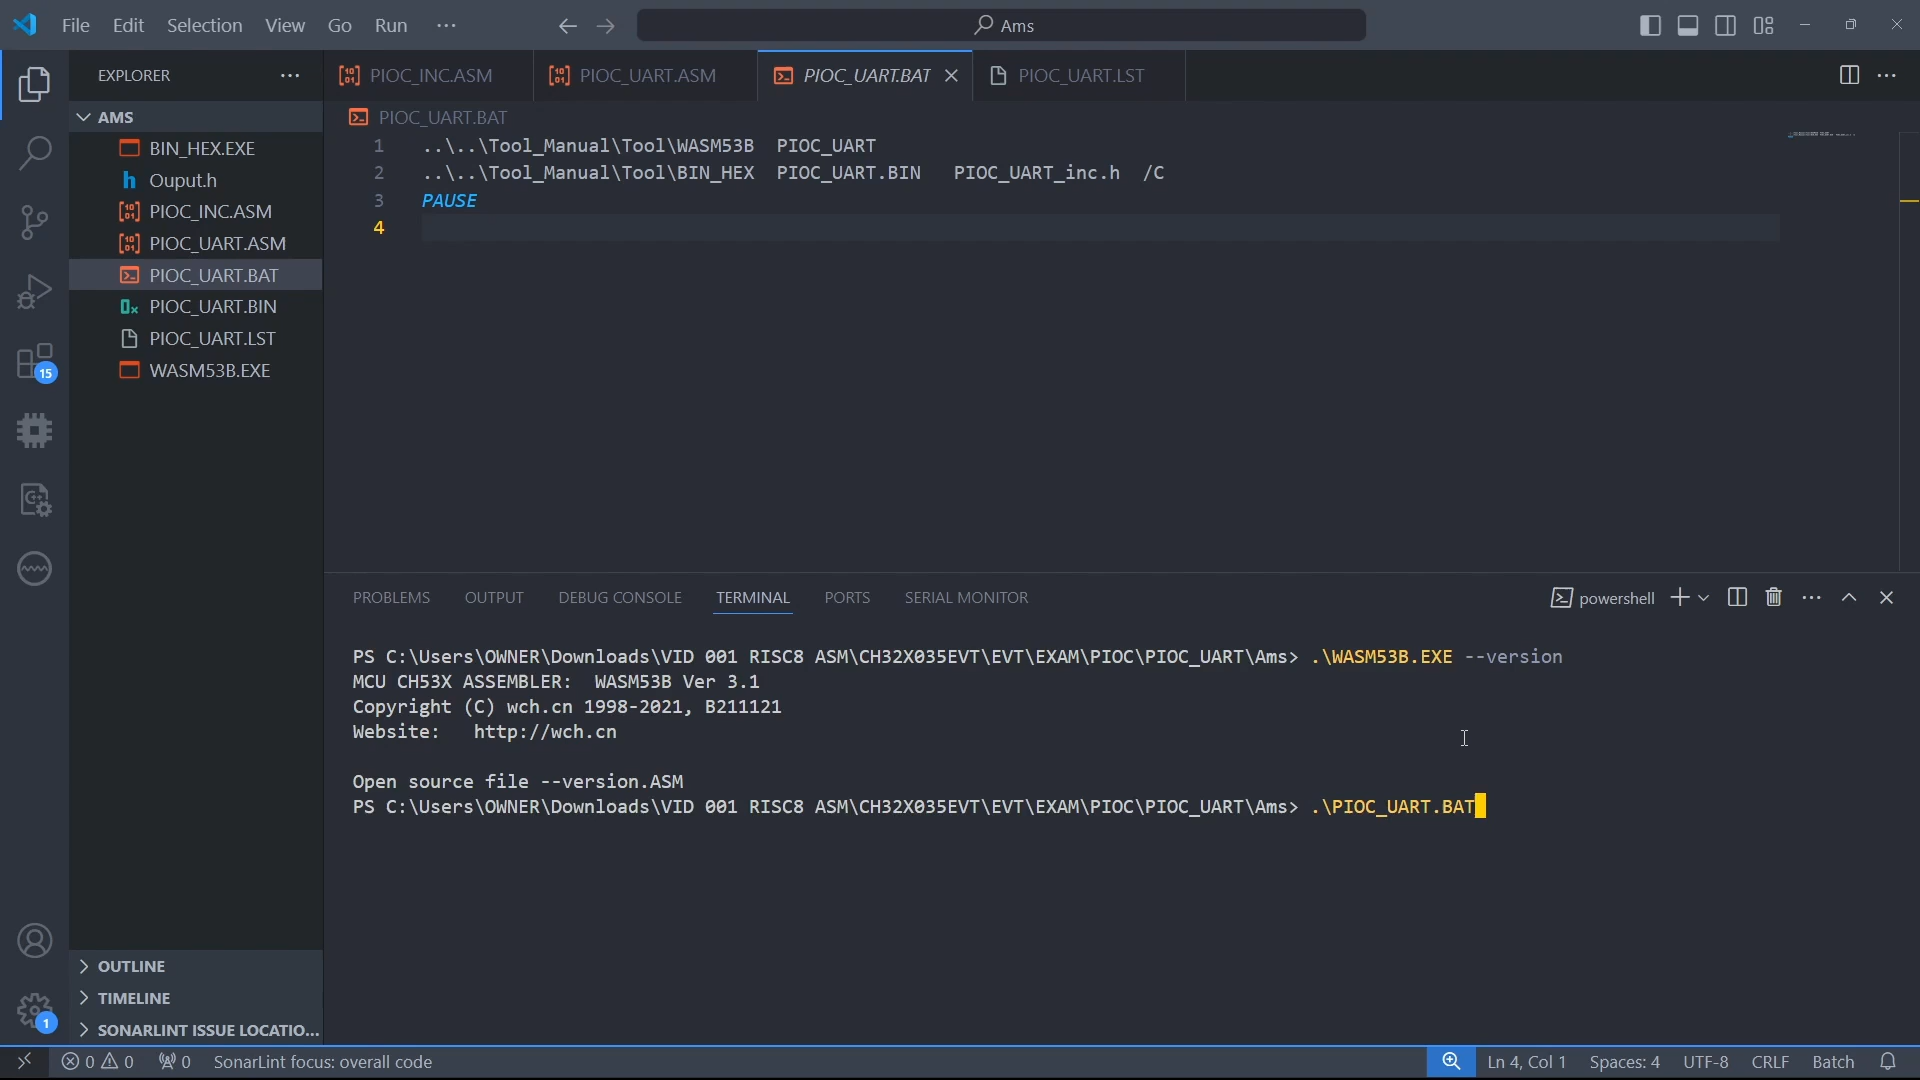 File Edit Selection View Go Run ···
Ams
EXPLORER ···
PIOC_INC.ASM
PIOC_UART.ASM
PIOC_UART.BAT
PIOC_UART.LST
AMS
BIN_HEX.EXE
Ouput.h
PIOC_INC.ASM
PIOC_UART.ASM
PIOC_UART.BAT
PIOC_UART.BIN
PIOC_UART.LST
WASM53B.EXE
15
OUTLINE
TIMELINE
SONARLINT ISSUE LOCATIO...
1
PIOC_UART.BAT
1 ..\..\Tool_Manual\Tool\WASM53B  PIOC_UART
2 ..\..\Tool_Manual\Tool\BIN_HEX  PIOC_UART.BIN   PIOC_UART_inc.h  /C
3 PAUSE
4
PROBLEMS OUTPUT DEBUG CONSOLE TERMINAL PORTS SERIAL MONITOR
powershell
PS C:\Users\OWNER\Downloads\VID 001 RISC8 ASM\CH32X035EVT\EVT\EXAM\PIOC\PIOC_UART\Ams> .\WASM53B.EXE --version
MCU CH53X ASSEMBLER:  WASM53B Ver 3.1
Copyright (C) wch.cn 1998-2021, B211121
Website:   http://wch.cn
Open source file --version.ASM
PS C:\Users\OWNER\Downloads\VID 001 RISC8 ASM\CH32X035EVT\EVT\EXAM\PIOC\PIOC_UART\Ams> .\PIOC_UART.BAT
0 0 0 SonarLint focus: overall code
Ln 4, Col 1 Spaces: 4 UTF-8 CRLF Batch